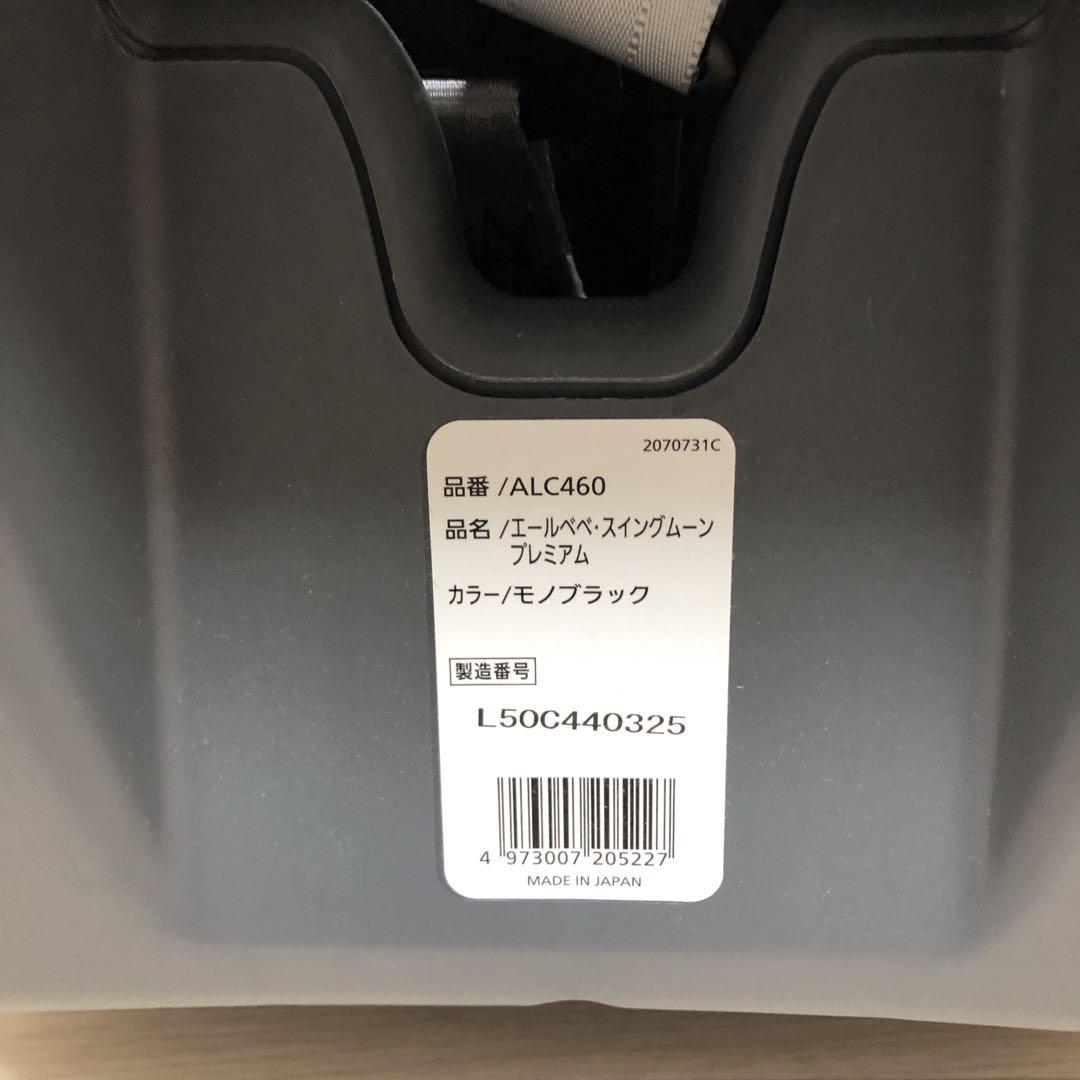 2070731C
品番 /ALC460
品名 /エールベベ・スイングムーン
プレミアム
カラー/モノブラック
製造番号
L50C440325
4 973007 205227
MADE IN JAPAN